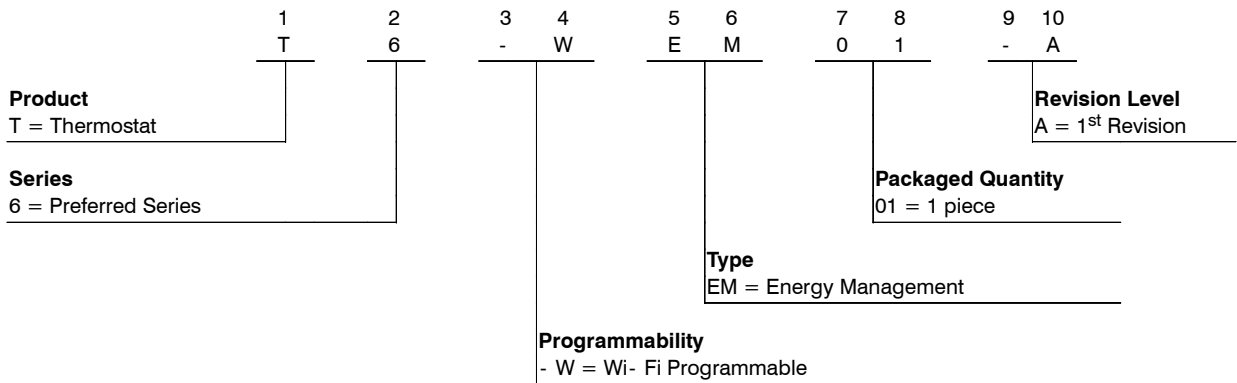 1 2 3 4 5 6 7 8 9 10
T 6 - W E M 0 1 - A
Product
T = Thermostat
Revision Level
A = 1st Revision
Series
6 = Preferred Series
Packaged Quantity
01 = 1 piece
Type
EM = Energy Management
Programmability
- W = Wi- Fi Programmable